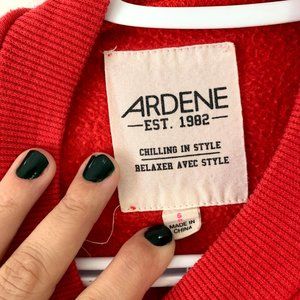 ARDENE
EST. 1982
CHILLING IN STYLE
RELAXER AVEC STYLE
S
MADE IN
CHINA